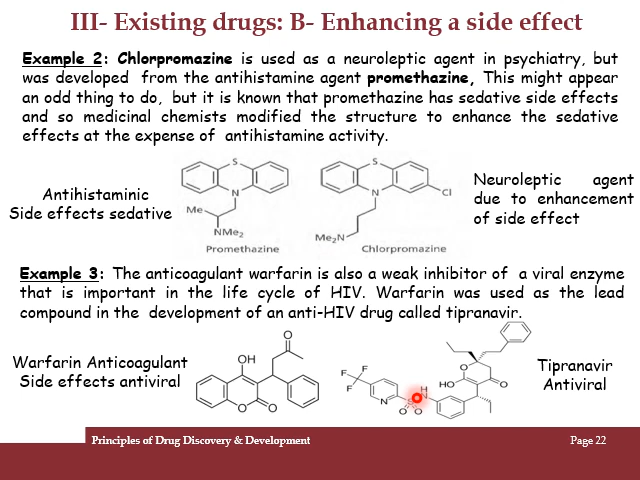 III- Existing drugs: B- Enhancing a side effect
Example 2: Chlorpromazine is used as a neuroleptic agent in psychiatry, but
was developed from the antihistamine agent promethazine, This might appear
an odd thing to do, but it is known that promethazine has sedative side effects
and so medicinal chemists modified the structure to enhance the sedative
effects at the expense of antihistamine activity.
Antihistaminic
Side effects sedative
S
N
Me
NMe2
Promethazine
S
N
Cl
Me2N
Chlorpromazine
Neuroleptic agent
due to enhancement
of side effect
Example 3: The anticoagulant warfarin is also a weak inhibitor of a viral enzyme
that is important in the life cycle of HIV. Warfarin was used as the lead
compound in the development of an anti-HIV drug called tipranavir.
Warfarin Anticoagulant
Side effects antiviral
O
OH
O
O
F
F
F
N
S
O
O
H
N
O
HO
O
Tipranavir
Antiviral
Principles of Drug Discovery & Development
Page 22